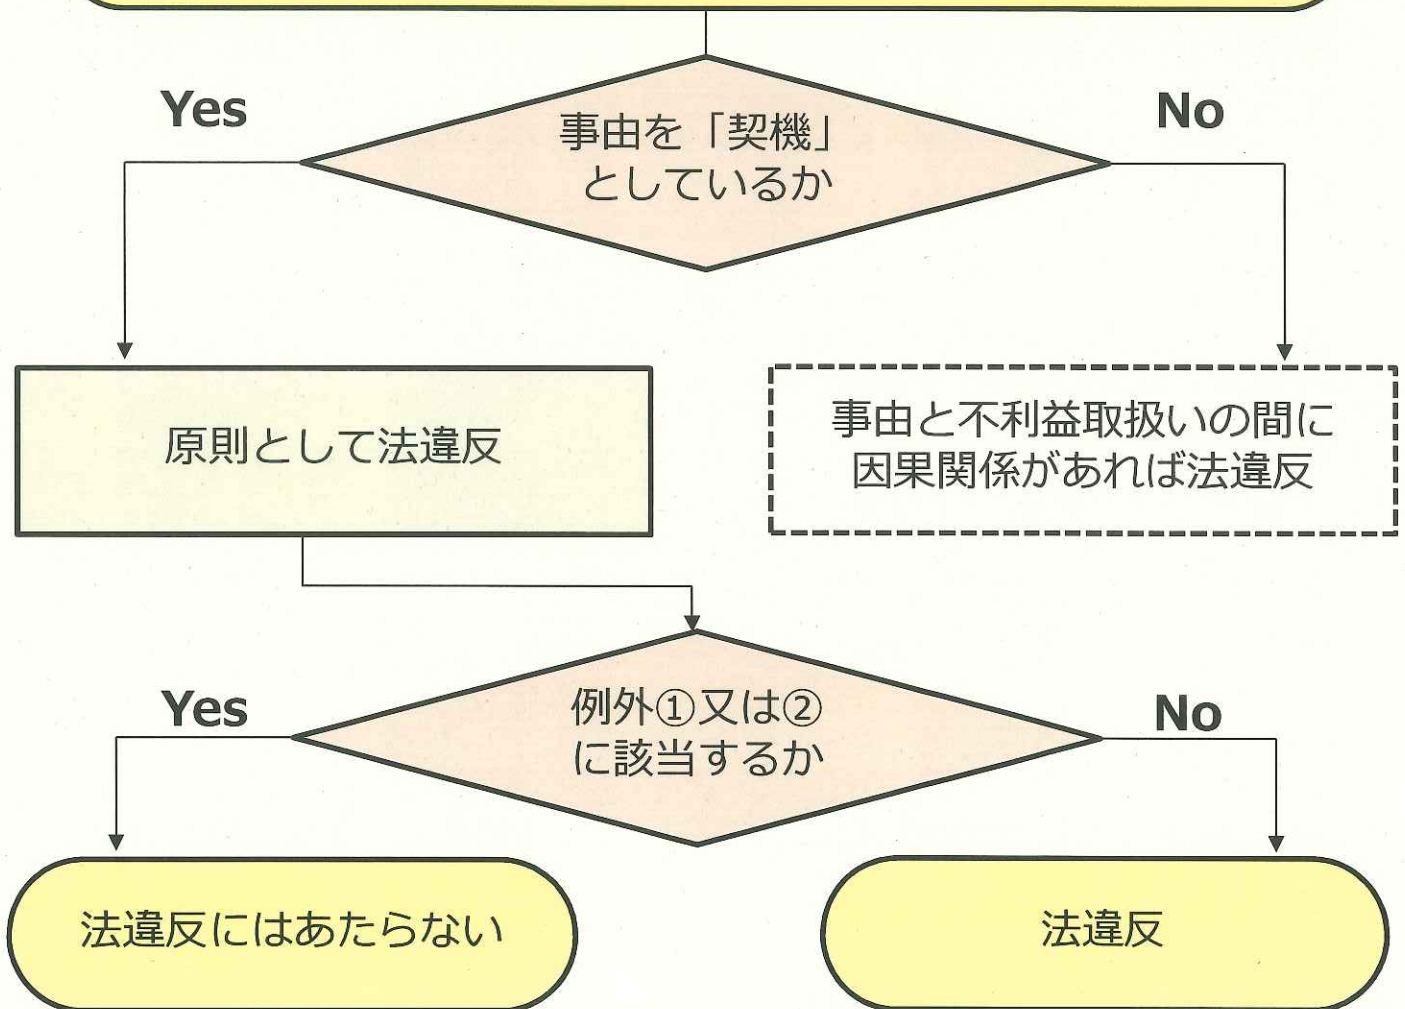 Yes
No
事由を「契機」
としているか
原則として法違反
事由と不利益取扱いの間に
因果関係があれば法違反
例外①又は②
に該当するか
Yes
No
法違反にはあたらない
法違反